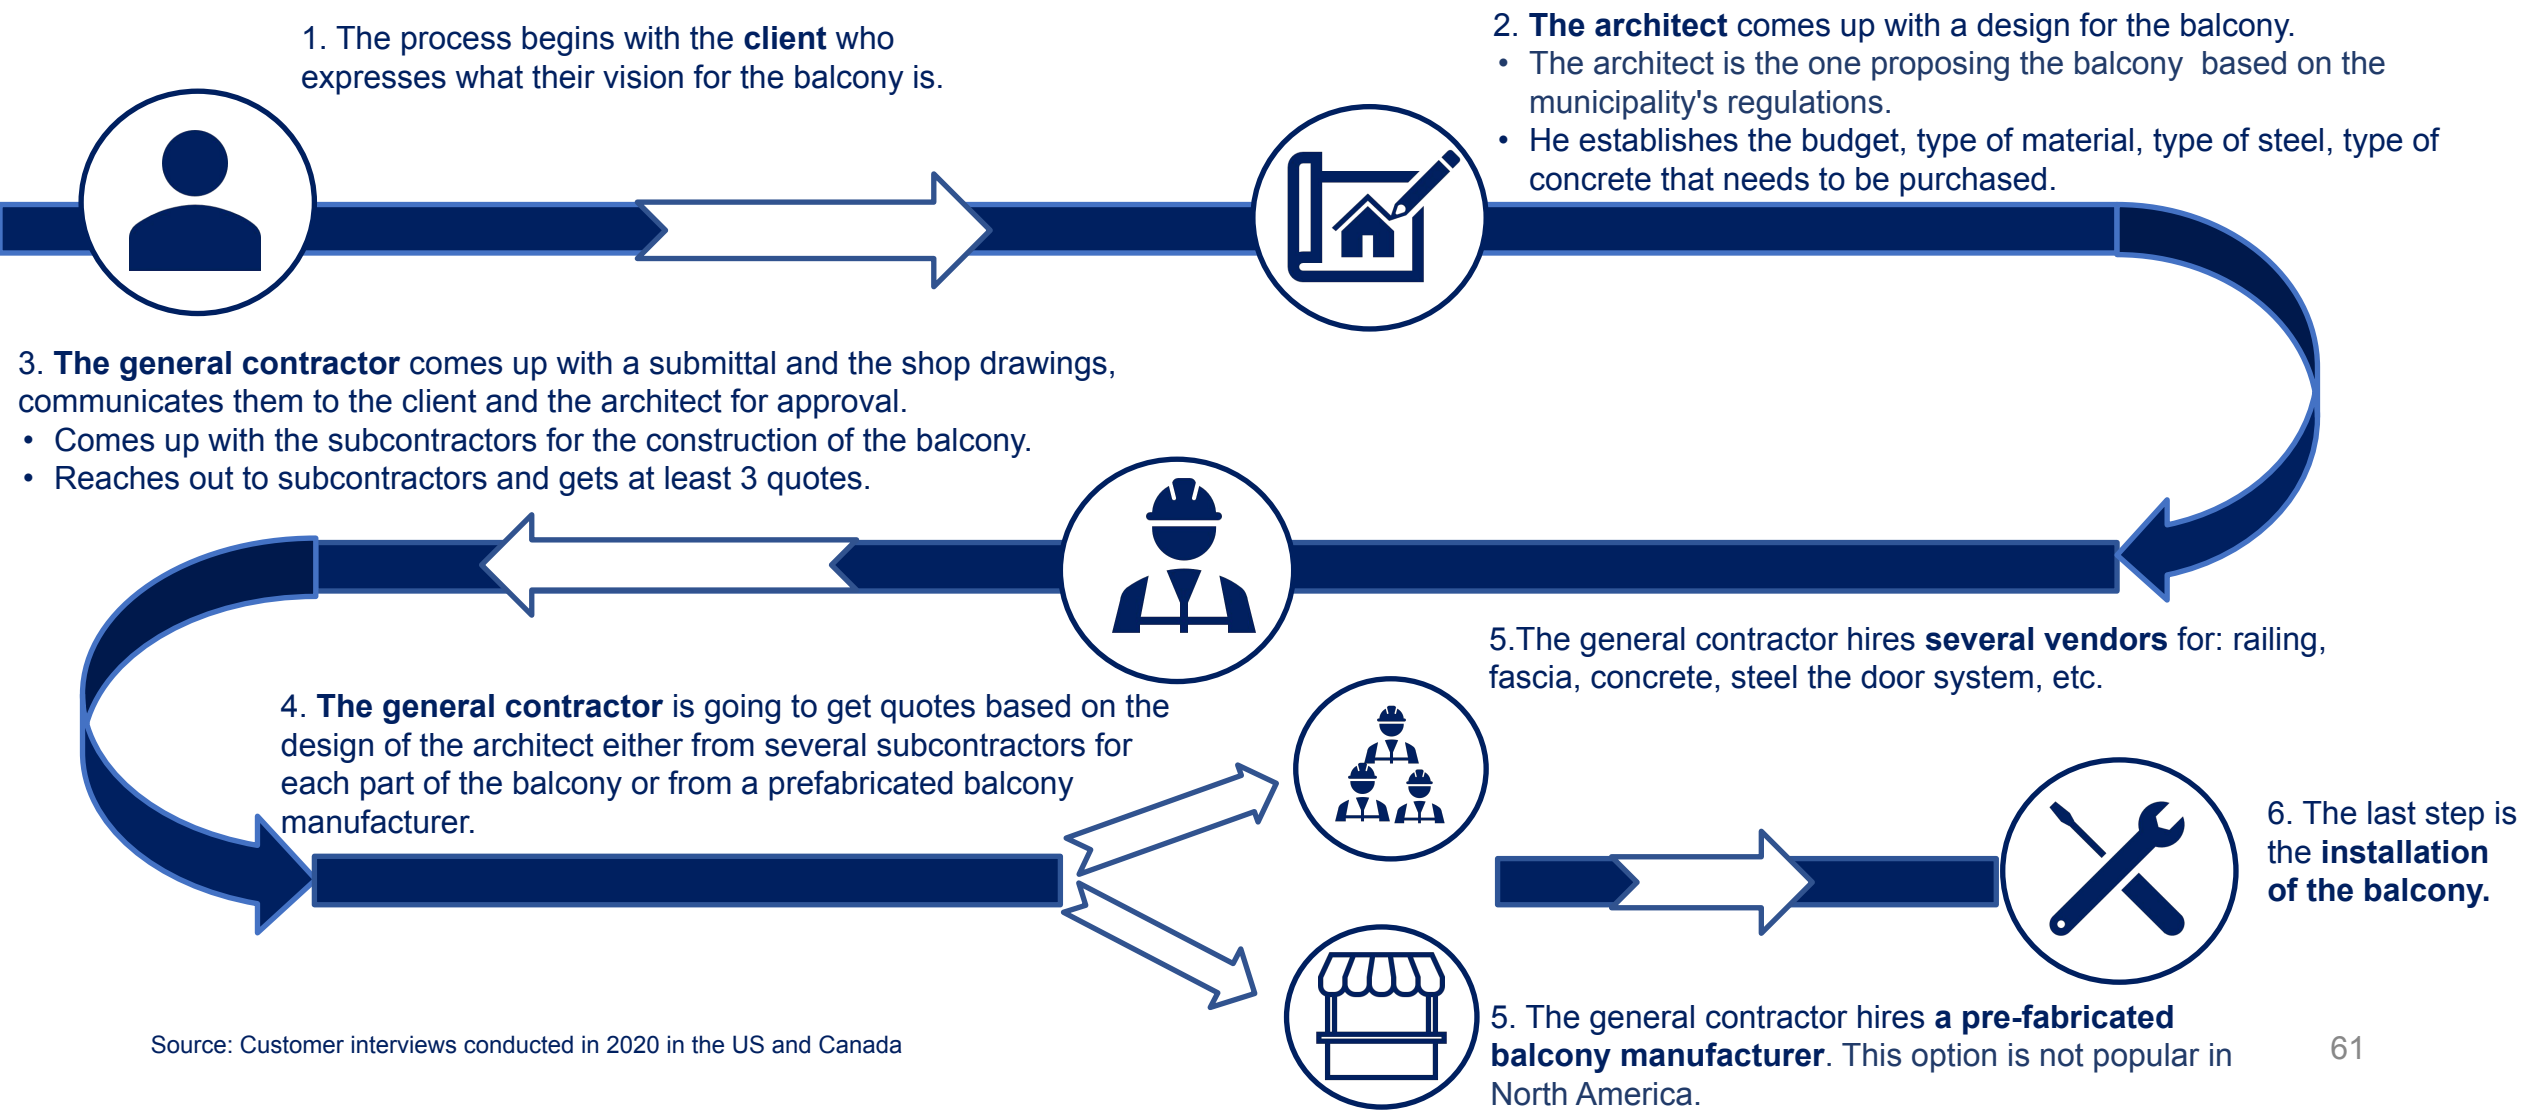 1. The process begins with the client who
expresses what their vision for the balcony is.
2. The architect comes up with a design for the balcony.
• The architect is the one proposing the balcony  based on the
municipality's regulations.
• He establishes the budget, type of material, type of steel, type of
concrete that needs to be purchased.
3. The general contractor comes up with a submittal and the shop drawings,
communicates them to the client and the architect for approval.
• Comes up with the subcontractors for the construction of the balcony.
• Reaches out to subcontractors and gets at least 3 quotes.
4. The general contractor is going to get quotes based on the
design of the architect either from several subcontractors for
each part of the balcony or from a prefabricated balcony
manufacturer.
5.The general contractor hires several vendors for: railing,
fascia, concrete, steel the door system, etc.
6. The last step is
the installation
of the balcony.
5. The general contractor hires a pre-fabricated
balcony manufacturer. This option is not popular in
North America.
Source: Customer interviews conducted in 2020 in the US and Canada
61